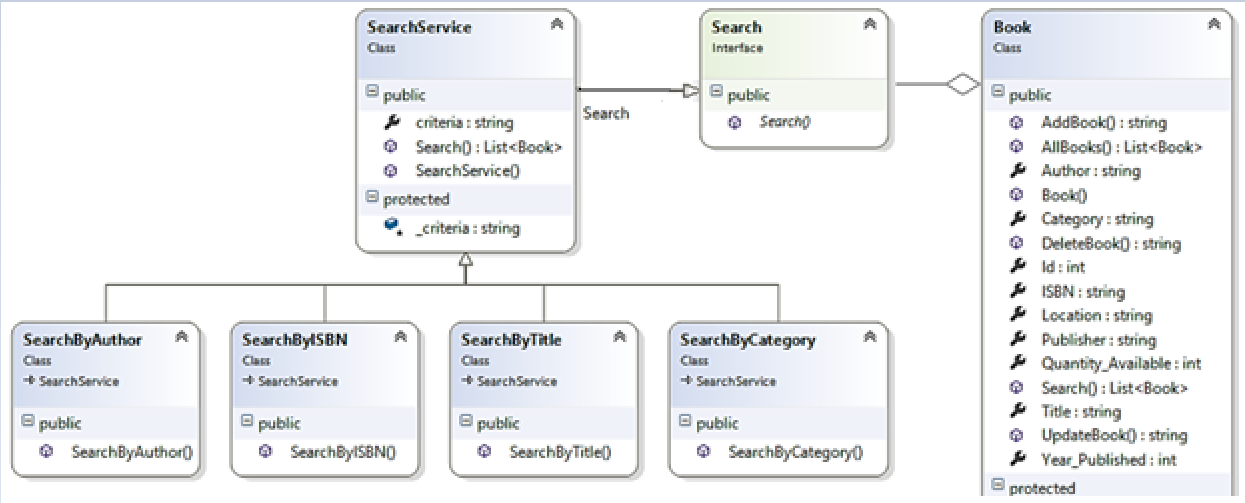 SearchService
Class
public
criteria : string
Search() : List<Book>
SearchService()
protected
_criteria : string
Search
Search
Interface
public
Search()
Book
Class
public
AddBook() : string
AllBooks() : List<Book>
Author : string
Book()
Category : string
DeleteBook() : string
Id : int
ISBN : string
Location : string
Publisher : string
Quantity_Available : int
Search() : List<Book>
Title : string
UpdateBook() : string
Year_Published : int
protected
SearchByAuthor
Class
SearchService
public
SearchByAuthor()
SearchByISBN
Class
SearchService
public
SearchByISBN()
SearchByTitle
Class
SearchService
public
SearchByTitle()
SearchByCategory
Class
SearchService
public
SearchByCategory()